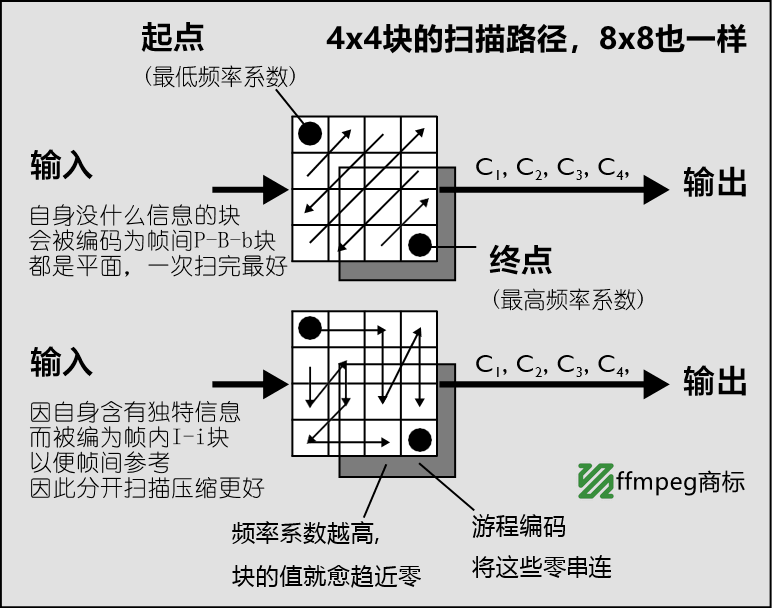 4x4块的扫描路径，8x8也一样
起点
(最低频率系数)
输入
自身没什么信息的块
会被编码为帧间P-B-b块
都是平面，一次扫完最好
C1, C2, C3, C4,
输出
终点
(最高频率系数)
输入
因自身含有独特信息
而被编为帧内I-i块
以便帧间参考
因此分开扫描压缩更好
C1, C2, C3, C4,
输出
ffmpeg商标
频率系数越高,
块的值就愈趋近零
游程编码
将这些零串连